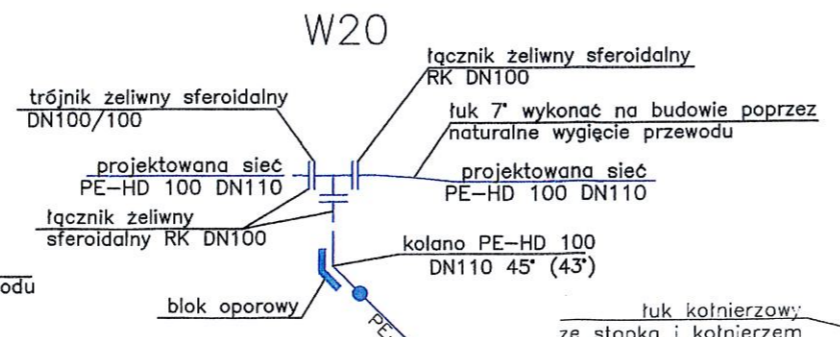 W20
łącznik żeliwny sferoidalny
RK DN100
trójnik żeliwny sferoidalny
DN100/100
łuk 7° wykonać na budowie poprzez
naturalne wygięcie przewodu
projektowana sieć
PE-HD 100 DN110
projektowana sieć
PE-HD 100 DN110
łącznik żeliwny
sferoidalny RK DN100
kolano PE-HD 100
DN110 45° (43°)
odu
blok oporowy
PE-
łuk kołnierzowy
ze stopką i kołnierzem